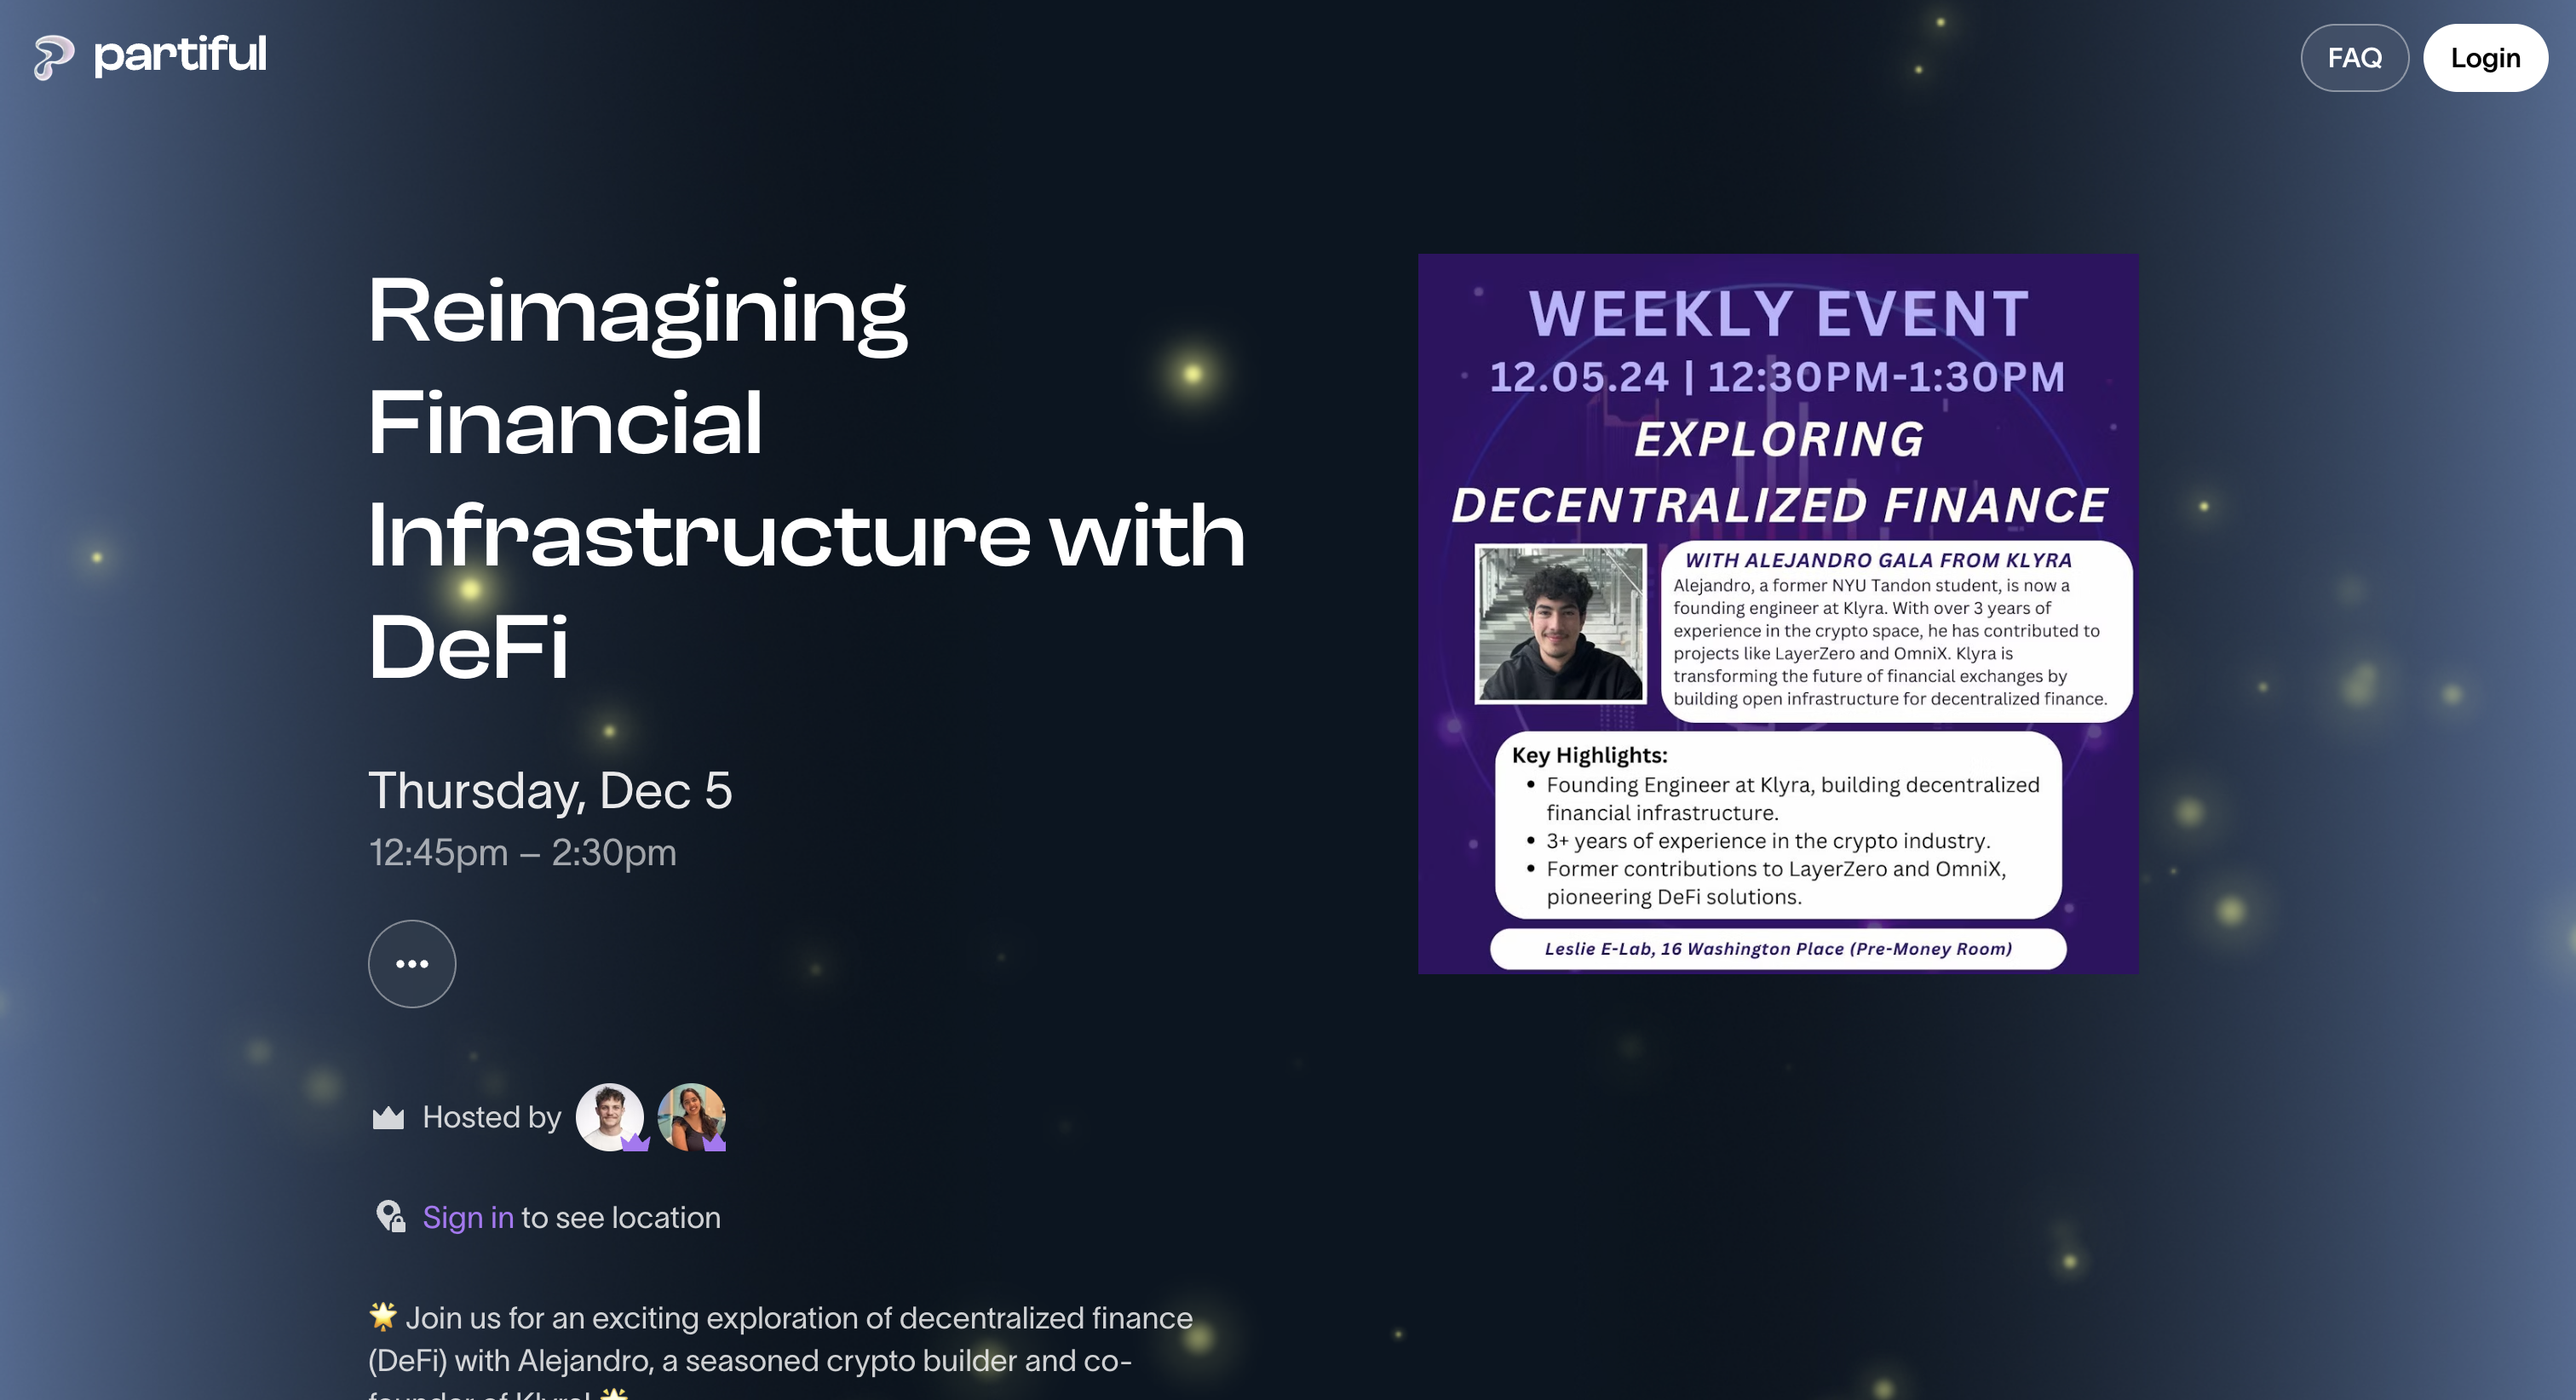 partiful
FAQ
Login
Reimagining
Financial
Infrastructure with
DeFi
Thursday, Dec 5
12:45pm – 2:30pm
Hosted by
Sign in to see location
🌟 Join us for an exciting exploration of decentralized finance
(DeFi) with Alejandro, a seasoned crypto builder and co-
founder of Klyra! 🌟
WEEKLY EVENT
12.05.24 | 12:30PM-1:30PM
EXPLORING
DECENTRALIZED FINANCE
WITH ALEJANDRO GALA FROM KLYRA
Alejandro, a former NYU Tandon student, is now a
founding engineer at Klyra. With over 3 years of
experience in the crypto space, he has contributed to
projects like LayerZero and OmniX. Klyra is
transforming the future of financial exchanges by
building open infrastructure for decentralized finance.
Key Highlights:
• Founding Engineer at Klyra, building decentralized
financial infrastructure.
• 3+ years of experience in the crypto industry.
• Former contributions to LayerZero and OmniX,
pioneering DeFi solutions.
Leslie E-Lab, 16 Washington Place (Pre-Money Room)